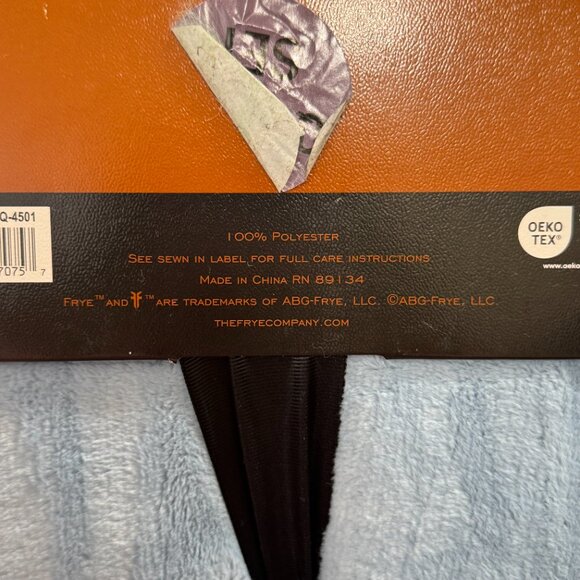 Q-4501
7075 7
100% POLYESTER
SEE SEWN IN LABEL FOR FULL CARE INSTRUCTIONS
MADE IN CHINA RN 89134
FRYE™ AND ™ ARE TRADEMARKS OF ABG-FRYE, LLC. ©ABG-FRYE, LLC
THEFRYECOMPANY.COM
OEKO
TEX®
www.oeko